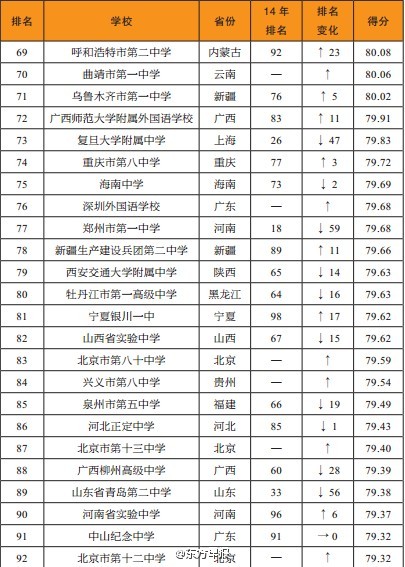 排名 学校 省份 14年排名 排名变化 得分
69 呼和浩特市第二中学 内蒙古 92 ↑ 23 80.08
70 曲靖市第一中学 云南 — ↑ 80.06
71 乌鲁木齐市第一中学 新疆 76 ↑ 5 80.02
72 广西师范大学附属外国语学校 广西 83 ↑ 11 79.91
73 复旦大学附属中学 上海 26 ↓ 47 79.83
74 重庆市第八中学 重庆 77 ↑ 3 79.72
75 海南中学 海南 73 ↓ 2 79.69
76 深圳外国语学校 广东 — ↑ 79.68
77 郑州市第一中学 河南 18 ↓ 59 79.68
78 新疆生产建设兵团第二中学 新疆 89 ↑ 11 79.66
79 西安交通大学附属中学 陕西 65 ↓ 14 79.63
80 牡丹江市第一高级中学 黑龙江 64 ↓ 16 79.63
81 宁夏银川一中 宁夏 98 ↑ 17 79.62
82 山西省实验中学 山西 67 ↓ 15 79.62
83 北京市第八十中学 北京 — ↑ 79.59
84 兴义市第八中学 贵州 — ↑ 79.54
85 泉州市第五中学 福建 66 ↓ 19 79.49
86 河北正定中学 河北 85 ↓ 1 79.43
87 北京市第十三中学 北京 — ↑ 79.40
88 广西柳州高级中学 广西 60 ↓ 28 79.39
89 山东省青岛第二中学 山东 33 ↓ 56 79.38
90 河南省实验中学 河南 96 ↑ 6 79.37
91 中山纪念中学 广东 91 → 0 79.32
92 北京市第十二中学 北京 — ↑ 79.32
@东方早报